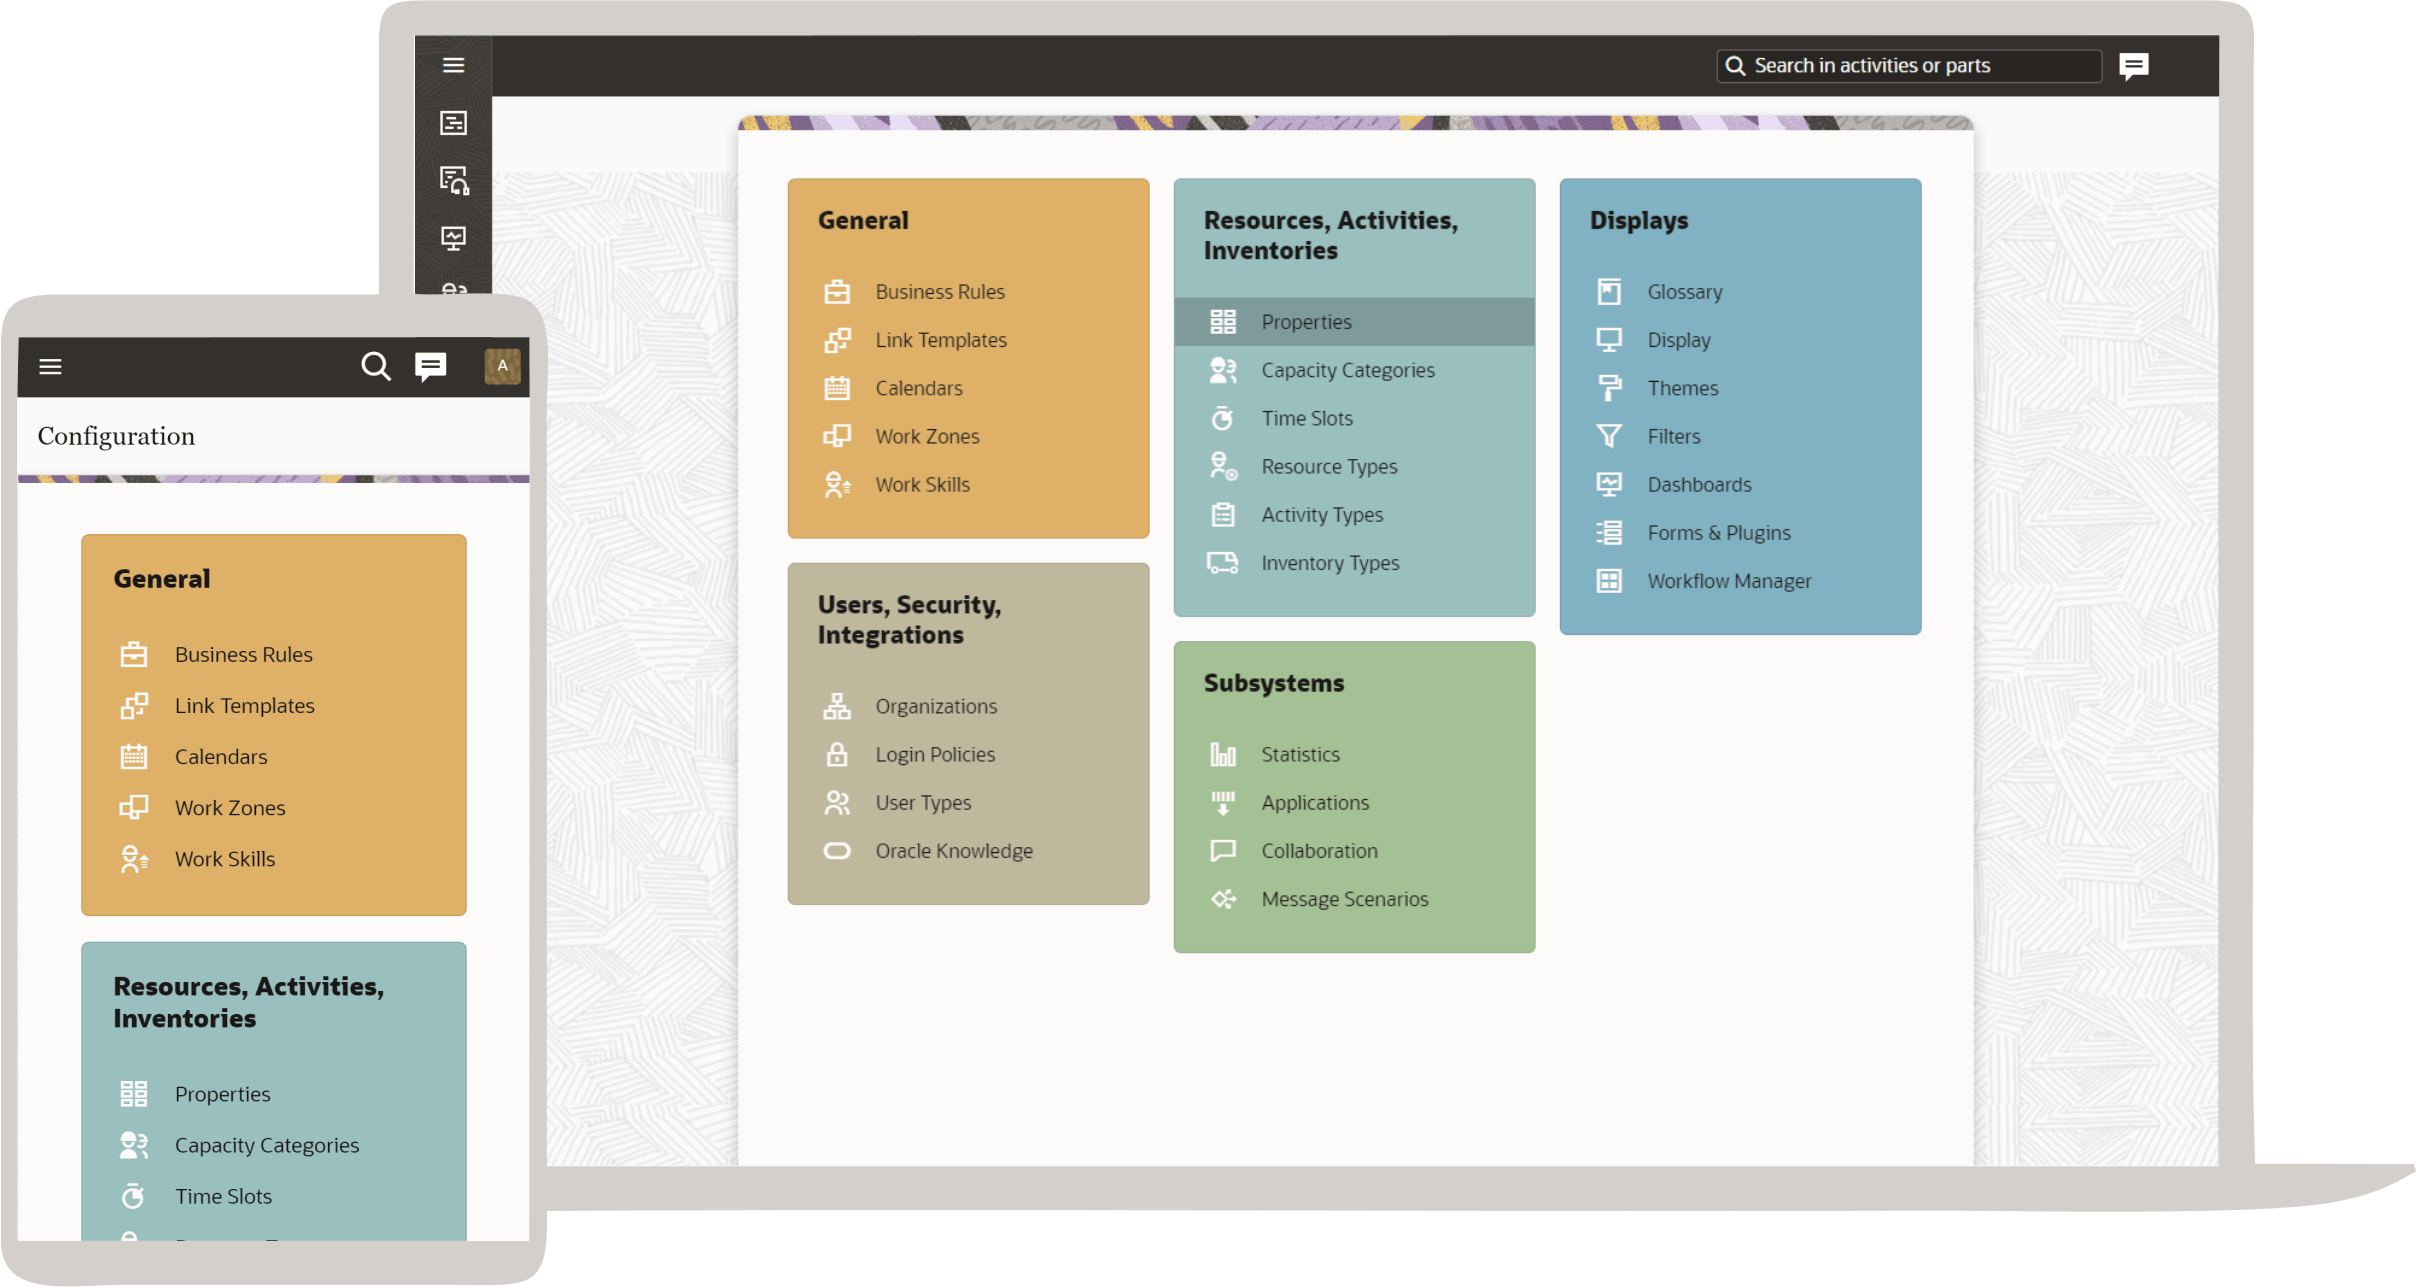 Search in activities or parts
General
Business Rules
Link Templates
Calendars
Work Zones
Work Skills
Users, Security,
Integrations
Organizations
Login Policies
User Types
Oracle Knowledge
Resources, Activities,
Inventories
Properties
Capacity Categories
Time Slots
Resource Types
Activity Types
Inventory Types
Subsystems
Statistics
Applications
Collaboration
Message Scenarios
Displays
Glossary
Display
Themes
Filters
Dashboards
Forms & Plugins
Workflow Manager
A
Configuration
General
Business Rules
Link Templates
Calendars
Work Zones
Work Skills
Resources, Activities,
Inventories
Properties
Capacity Categories
Time Slots